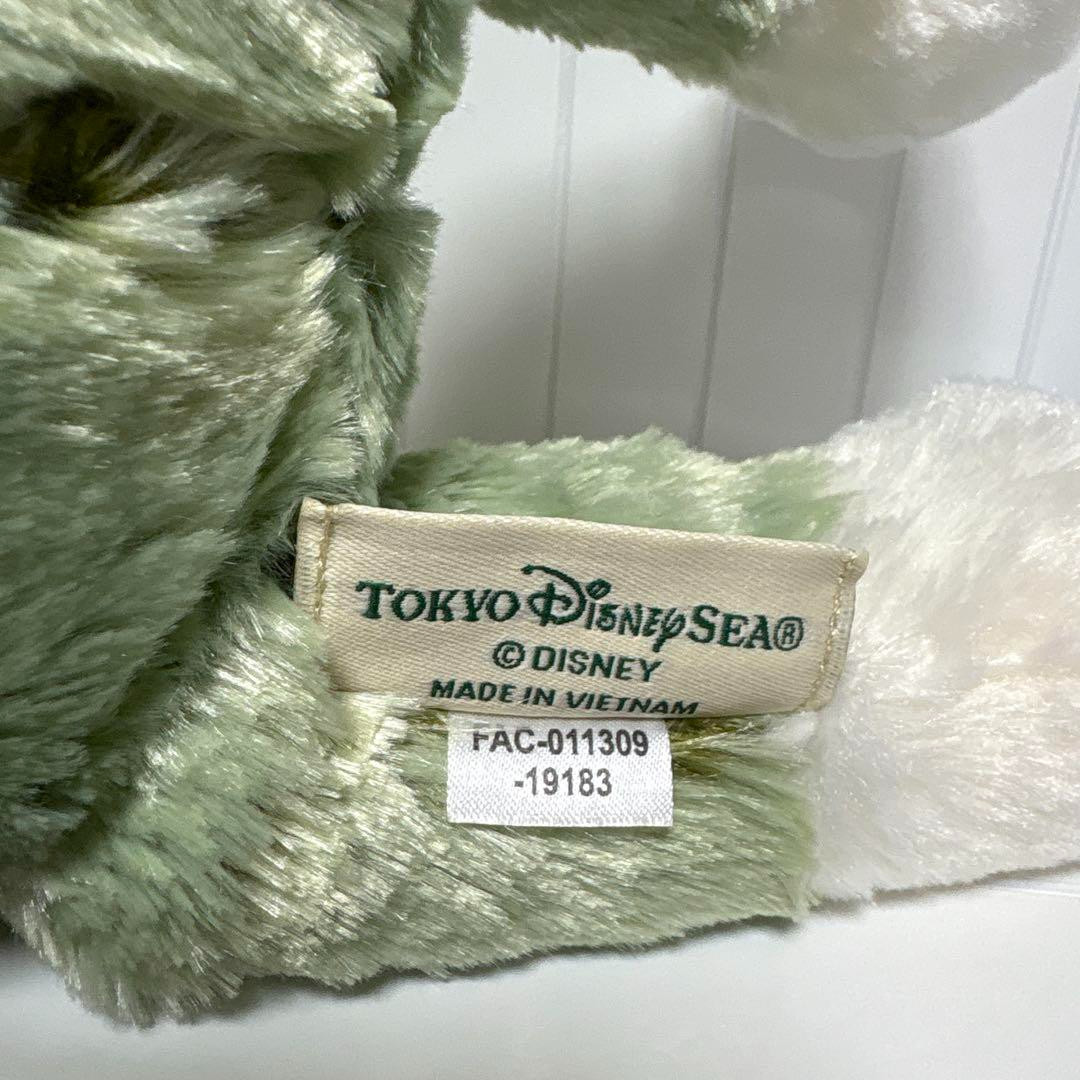 TOKYO DISNEYSEA®
© DISNEY
MADE IN VIETNAM
FAC-011309
-19183